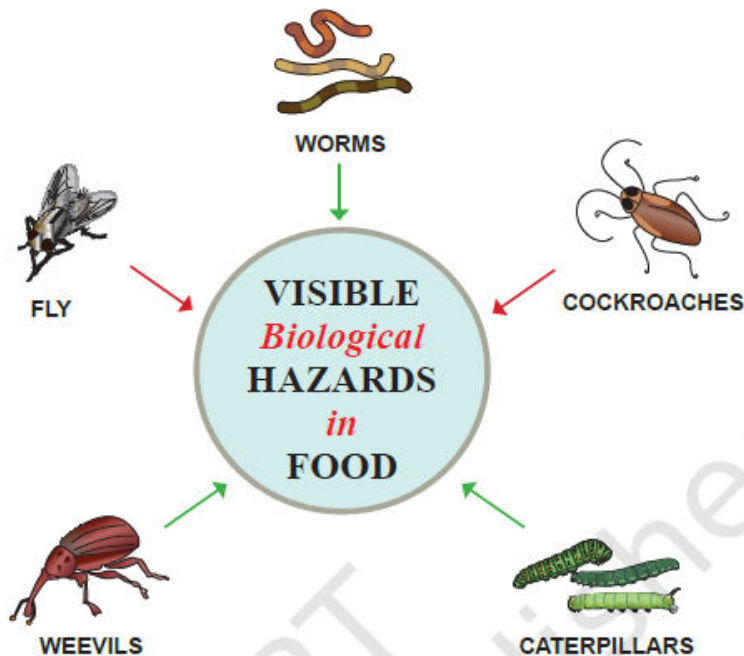 WORMS
FLY
COCKROACHES
VISIBLE
Biological
HAZARDS
in
FOOD
WEEVILS
CATERPILLARS